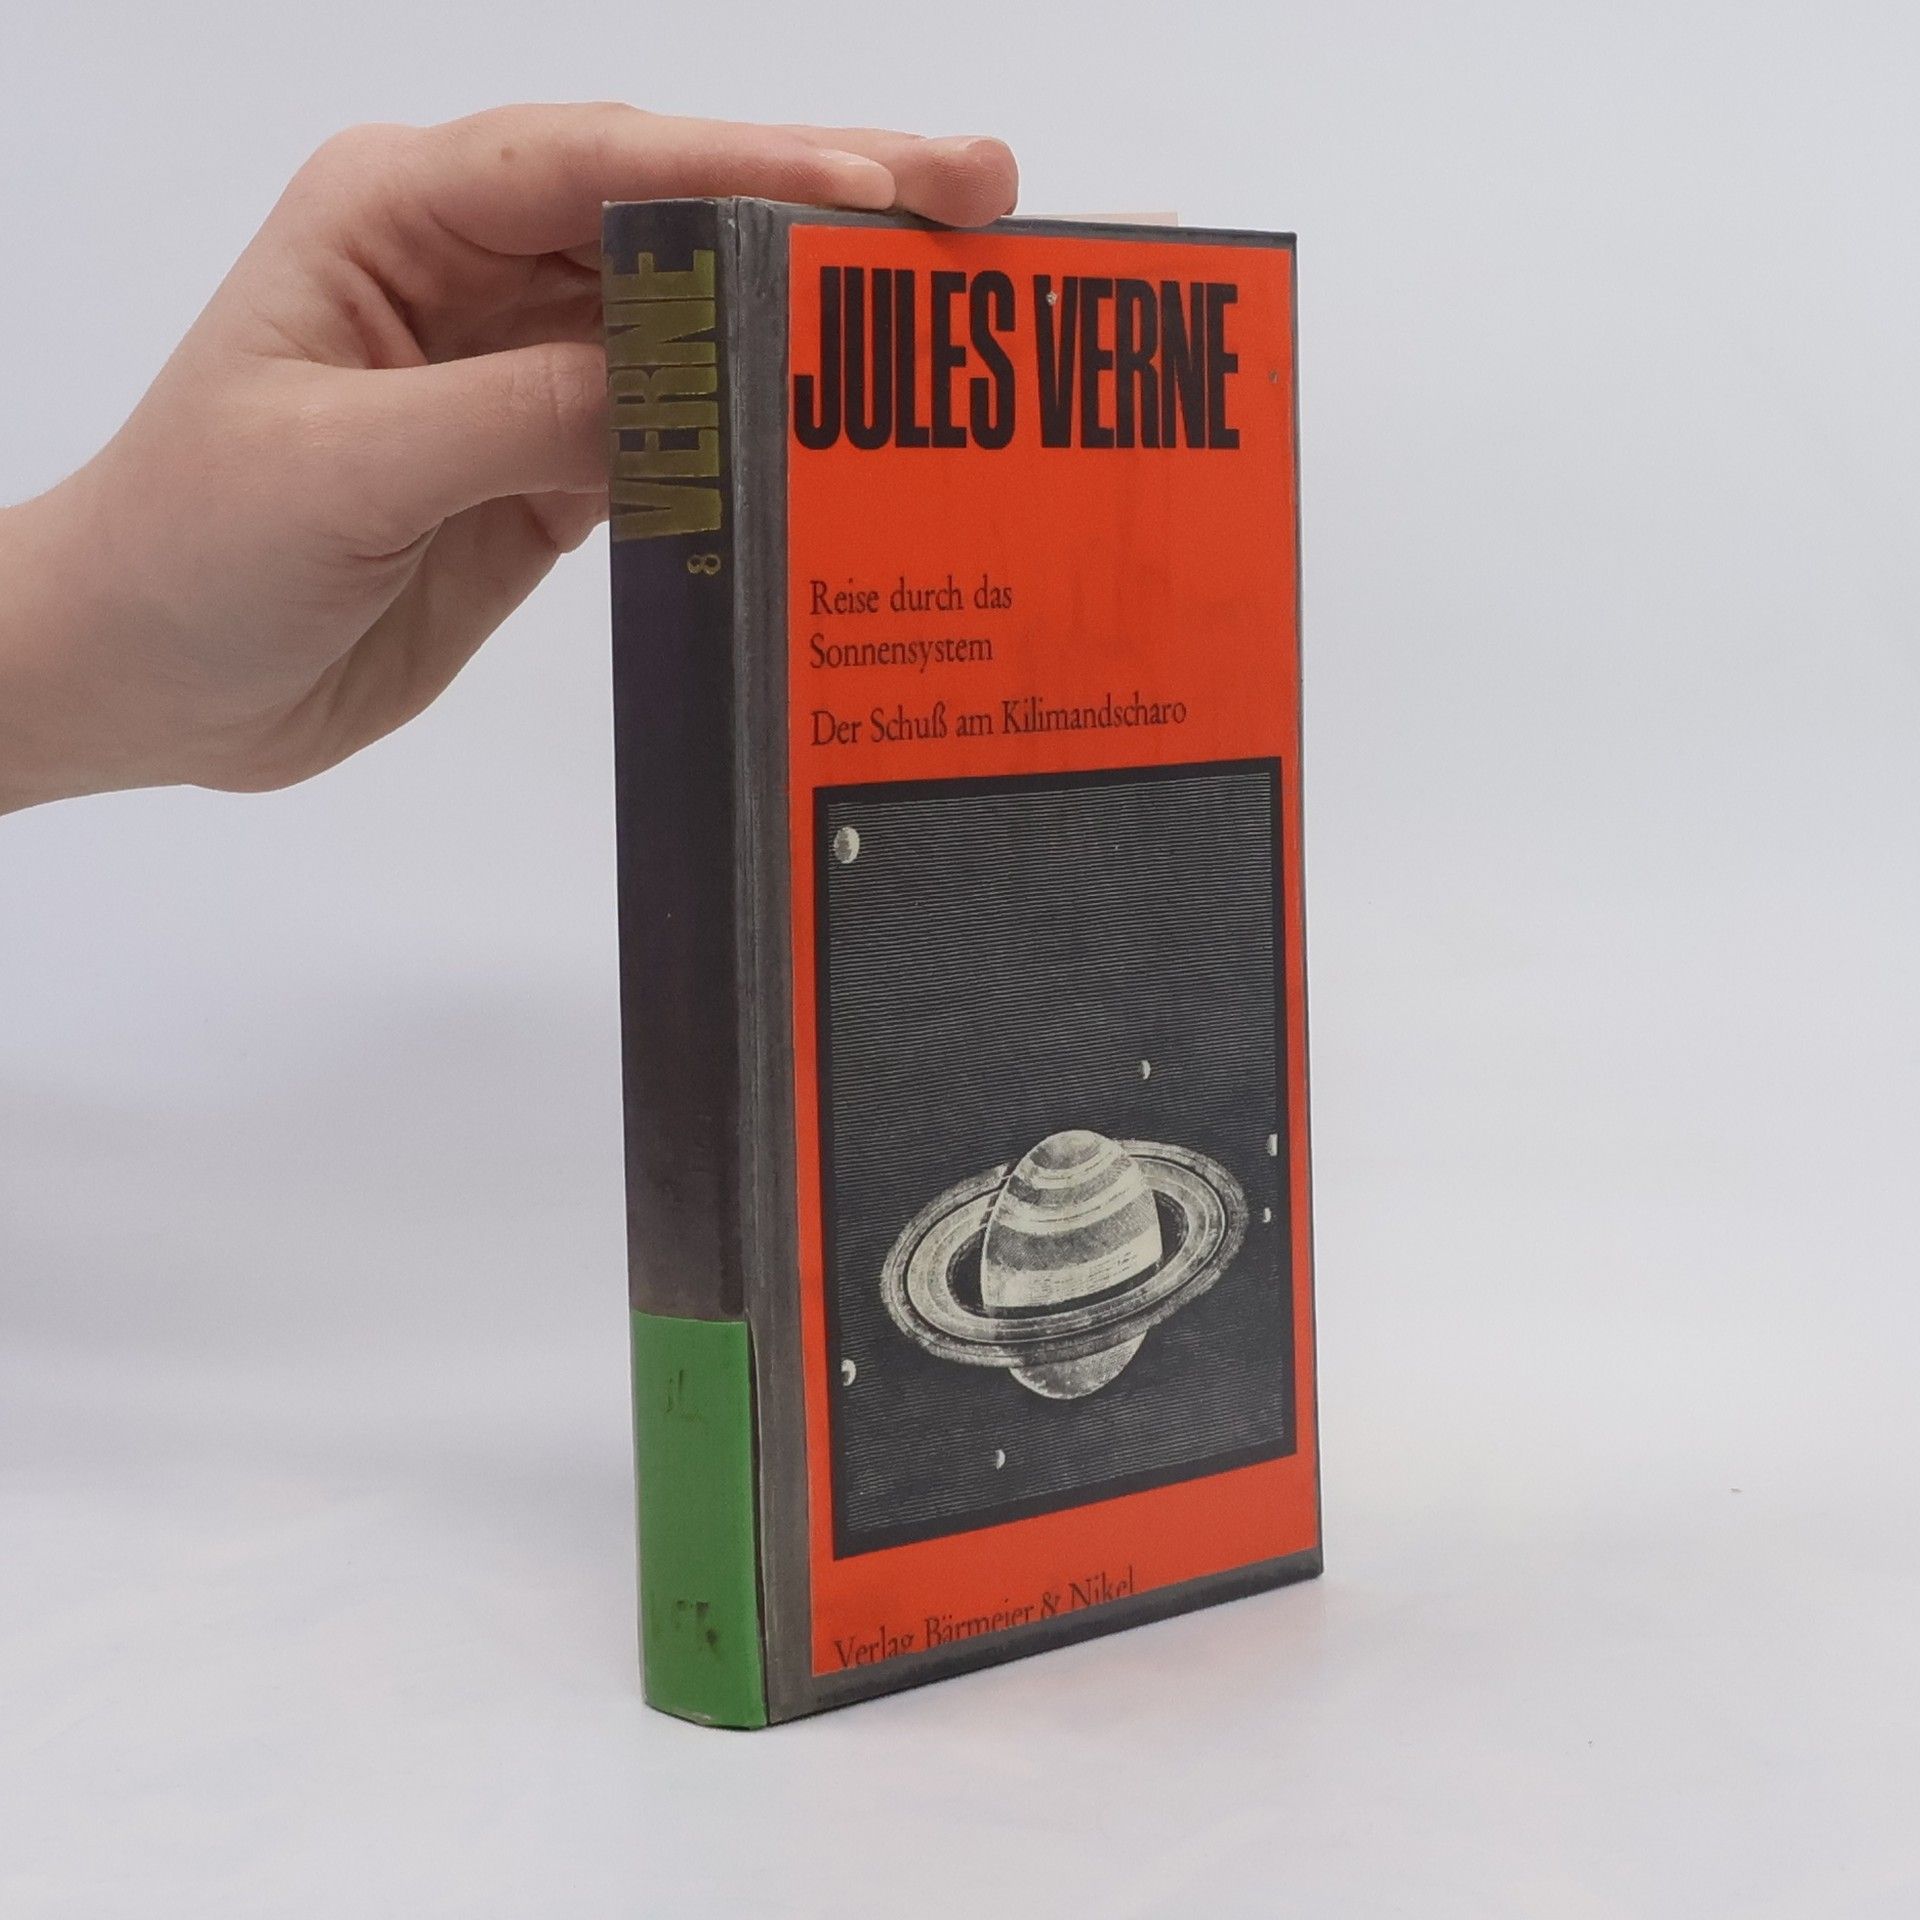 VERNE
8
JULES VERNE
Reise durch das
Sonnensystem
Der Schuß am Kilimandscharo
Verlag Bärmeier & Nikel